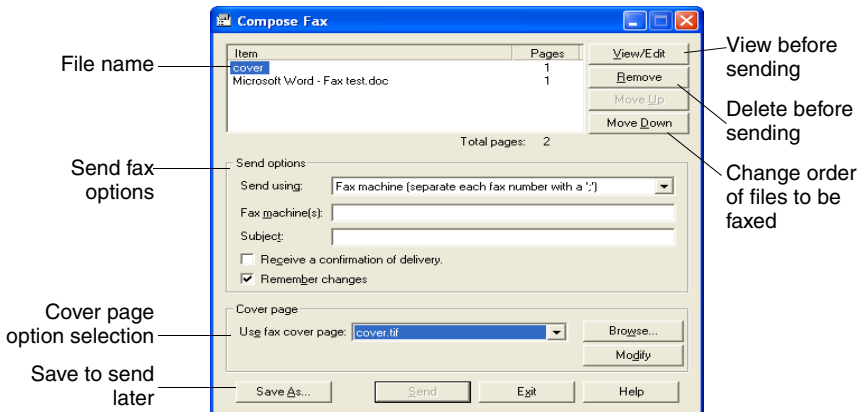 Compose Fax
File name
Item Pages
cover 1
Microsoft Word - Fax test.doc 1
Total pages: 2
View/Edit
Remove
Move Up
Move Down
View before
sending
Delete before
sending
Change order
of files to be
faxed
Send fax
options
Send options
Send using: Fax machine (separate each fax number with a ';')
Fax machine(s):
Subject:
Receive a confirmation of delivery.
Remember changes
Cover page
option selection
Cover page
Use fax cover page: cover.tif
Browse...
Modify
Save to send
later
Save As... Send Exit Help